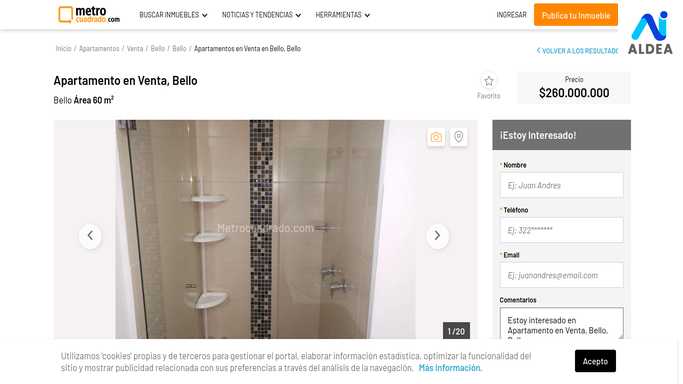 metro
cuadrado.com
BUSCAR INMUEBLES
NOTICIAS Y TENDENCIAS
HERRAMIENTAS
INGRESAR
Publica tu Inmueble
ALDEA
Inicio / Apartamentos / Venta / Bello / Bello / Apartamentos en Venta en Bello, Bello
VOLVER A LOS RESULTAD
Apartamento en Venta, Bello
Bello Área 60 m²
Favorito
Precio
$260.000.000
Metrocuadrado.com
1/20
¡Estoy Interesado!
* Nombre
Ej: Juan Andres
* Teléfono
Ej: 322*******
* Email
Ej: juanandres@email.com
Comentarios
Estoy interesado en
Apartamento en Venta, Bello,
Utilizamos 'cookies' propias y de terceros para gestionar el portal, elaborar información estadística, optimizar la funcionalidad del
sitio y mostrar publicidad relacionada con sus preferencias a través del análisis de la navegación. Más información.
Acepto